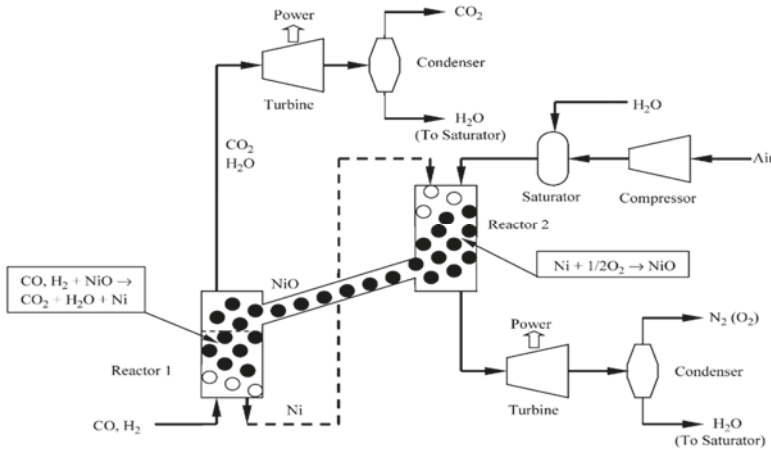 Power
CO₂
Condenser
Turbine
H₂O
(To Saturator)
H₂O
CO₂
H₂O
Air
Saturator
Compressor
Reactor 2
CO, H₂ + NiO →
CO₂ + H₂O + Ni
NiO
Ni + 1/2O₂ → NiO
Power
N₂ (O₂)
Reactor 1
Condenser
Ni
Turbine
CO, H₂
H₂O
(To Saturator)